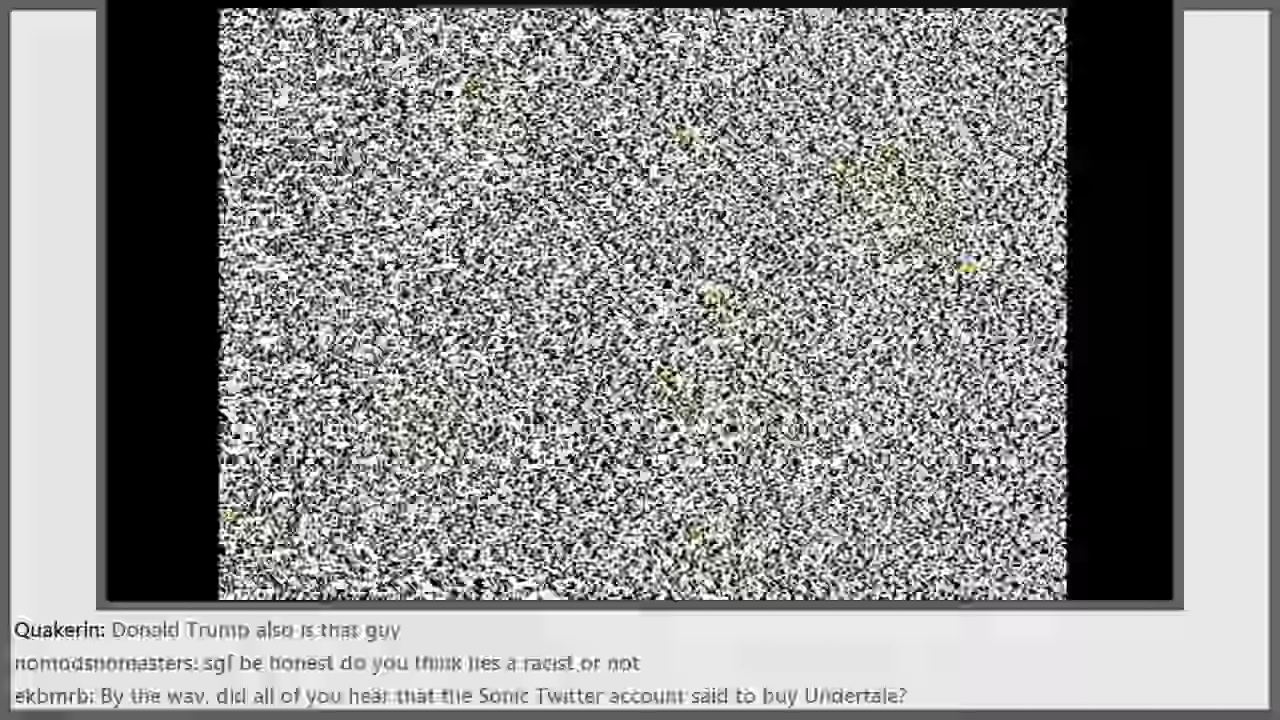 Quakerin: Donald Trump also is that guy
nomodsnomasters: sgf be honest do you think hes a racist or not
ekbmrb: By the way, did all of you hear that the Sonic Twitter account said to buy Undertale?